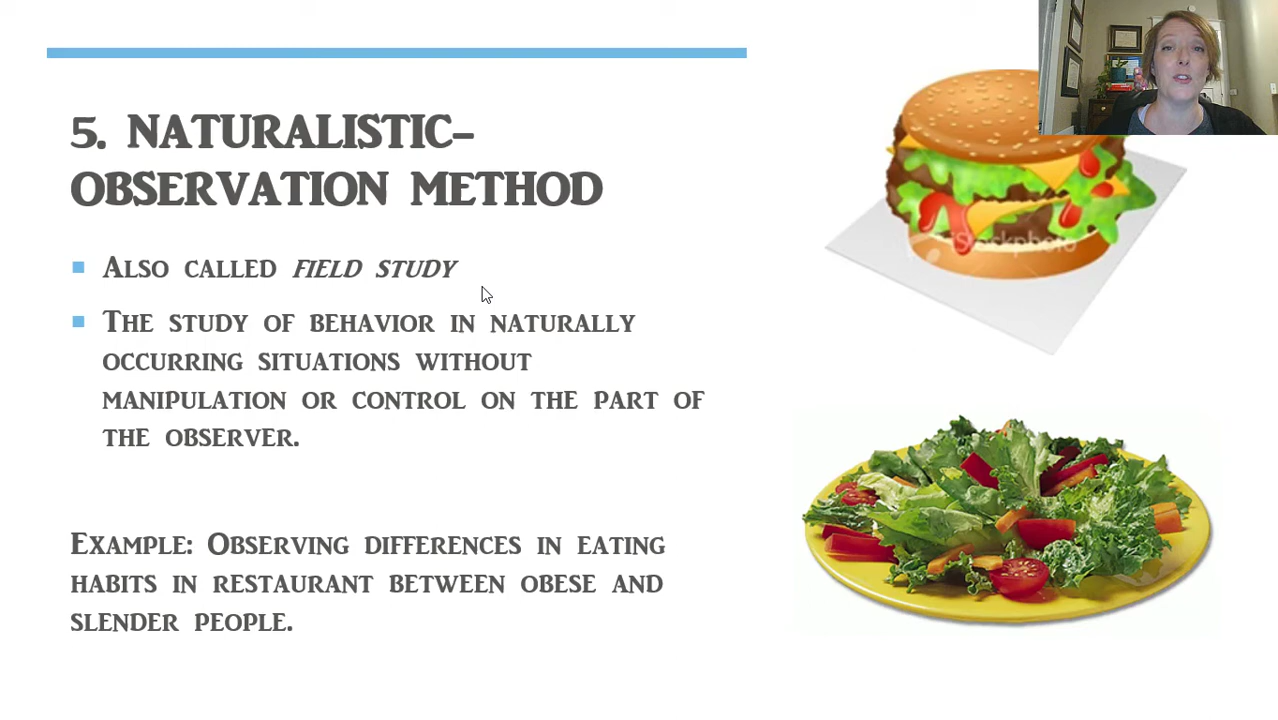 5. NATURALISTIC-
OBSERVATION METHOD
ALSO CALLED FIELD STUDY
THE STUDY OF BEHAVIOR IN NATURALLY
OCCURRING SITUATIONS WITHOUT
MANIPULATION OR CONTROL ON THE PART OF
THE OBSERVER.
EXAMPLE: OBSERVING DIFFERENCES IN EATING
HABITS IN RESTAURANT BETWEEN OBESE AND
SLENDER PEOPLE.
iStockphoto